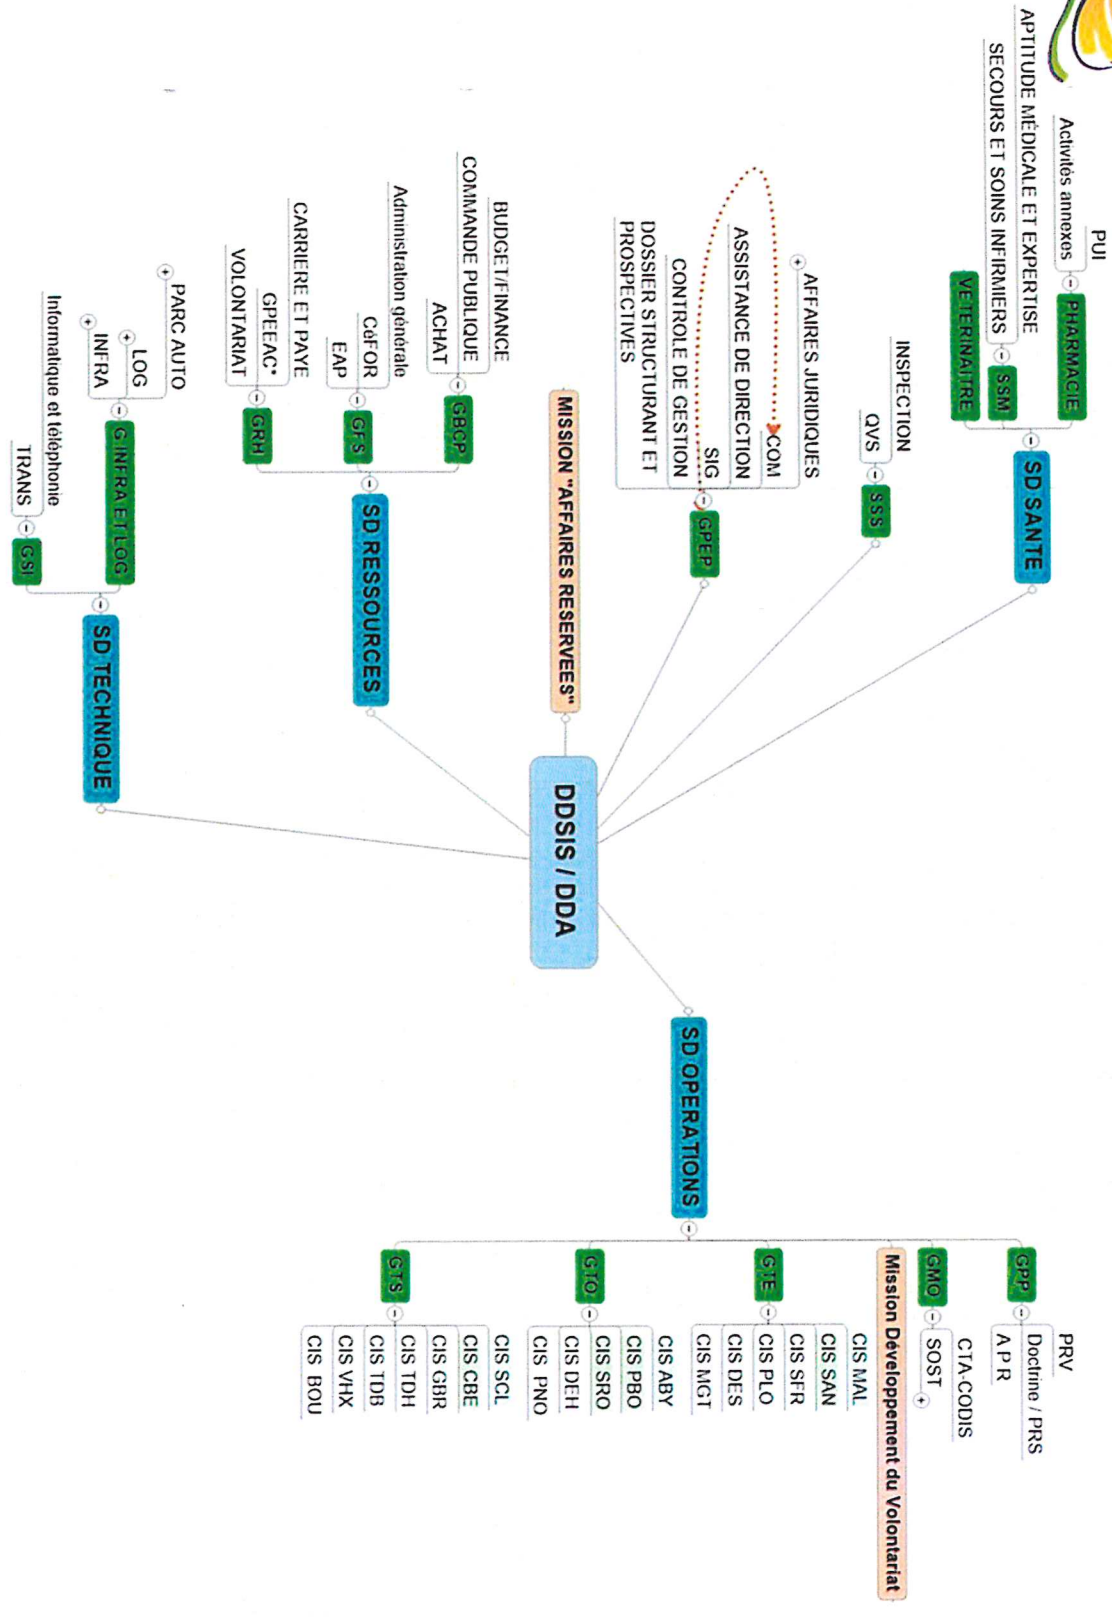 PUI
Activités annexes
PHARMACIE
APTITUDE MÉDICALE ET EXPERTISE
SECOURS ET SOINS INFIRMIERS
SSM
VETERINAITRE
SD SANTE
INSPECTION
QVS
SSS
AFFAIRES JURIDIQUES
COM
ASSISTANCE DE DIRECTION
SIG
CONTROLE DE GESTION
DOSSIER STRUCTURANT ET
PROSPECTIVES
GPEP
MISSION "AFFAIRES RESERVEES"
BUDGET/FINANCE
COMMANDE PUBLIQUE
ACHAT
GBCP
Administration générale
CéFOR
EAP
GFS
CARRIERE ET PAYE
GPEEAC*
VOLONTARIAT
GRH
SD RESSOURCES
PARC AUTO
LOG
INFRA
G INFRA ET LOG
Informatique et téléphonie
TRANS
GSI
SD TECHNIQUE
DDSIS / DDA
SD OPERATIONS
GPP
PRV
Doctrine / PRS
A P R
GMO
CTA-CODIS
SOST
Mission Développement du Volontariat
GTE
CIS MAL
CIS SAN
CIS SFR
CIS PLO
CIS DES
CIS MGT
GTO
CIS ABY
CIS PBO
CIS SRO
CIS DEH
CIS PNO
GTS
CIS SCL
CIS CBE
CIS GBR
CIS TDH
CIS TDB
CIS VHX
CIS BOU